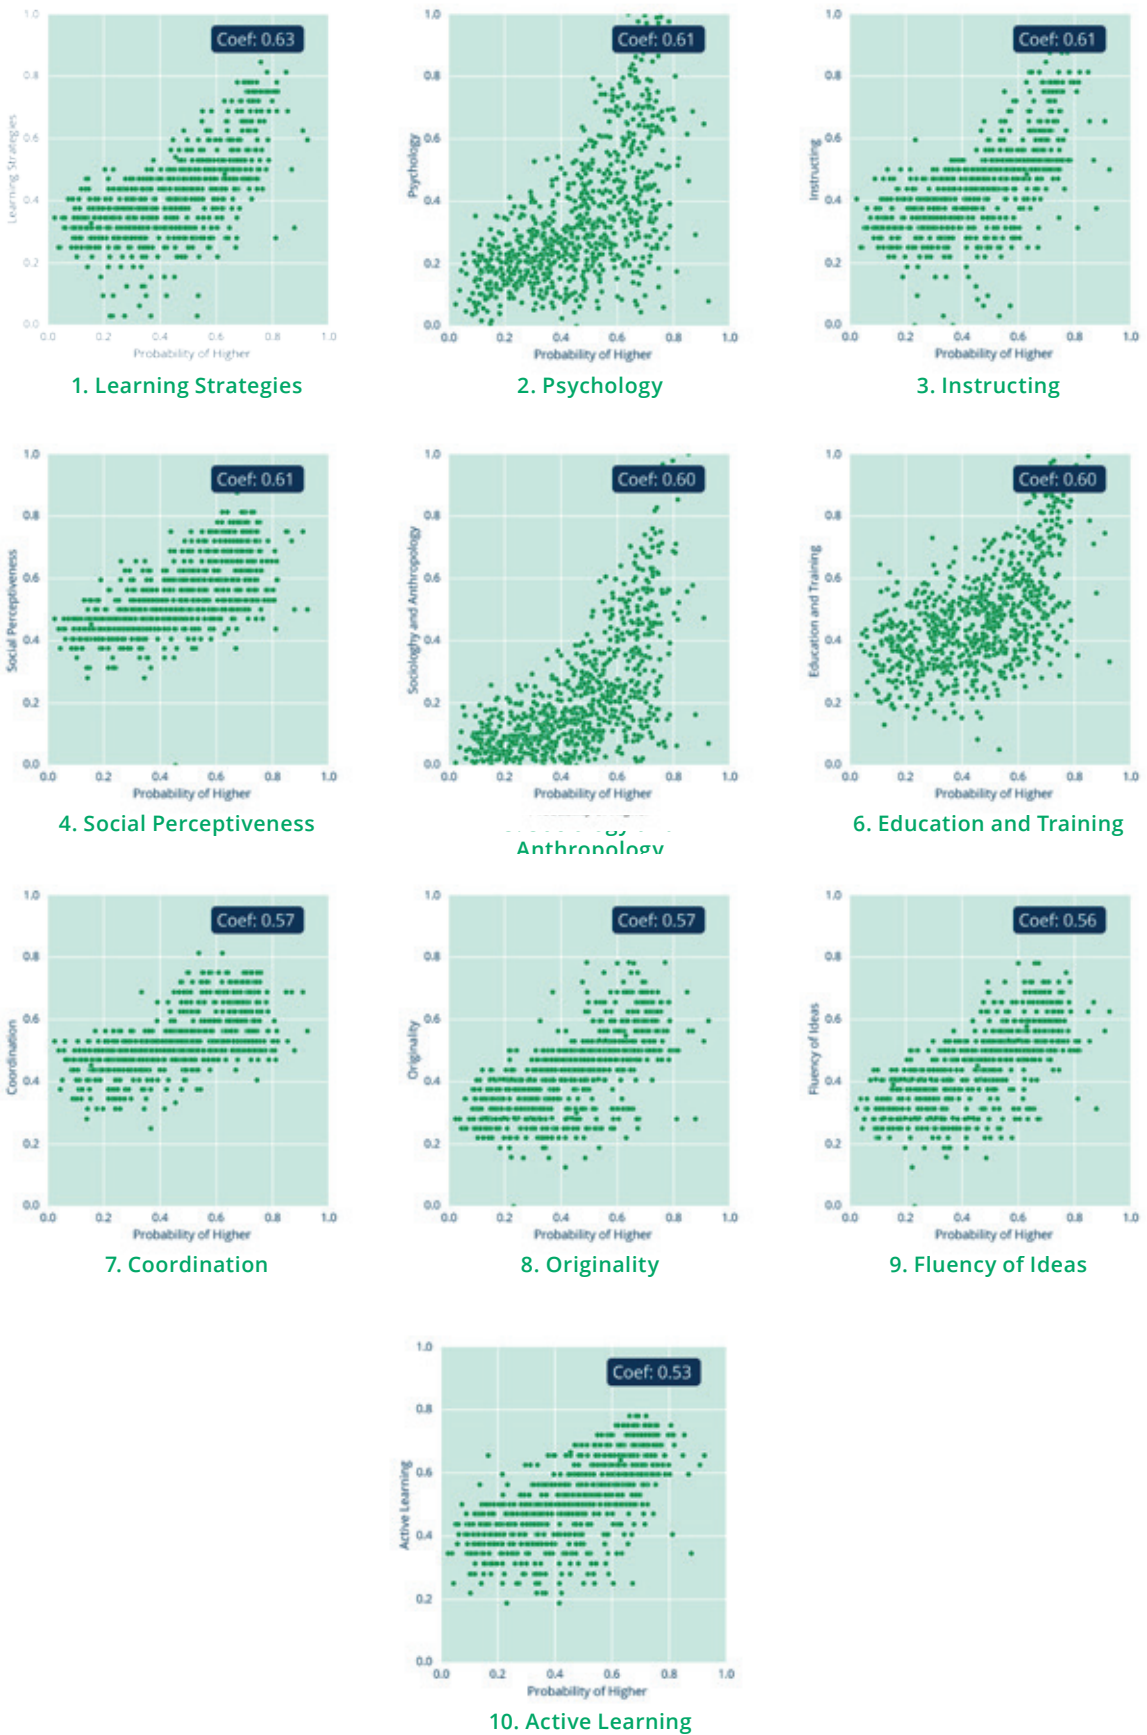 1.0
Coef: 0.63
0.8
0.6
0.4
0.2
0.0
Learning Strategies
0.0 0.2 0.4 0.6 0.8 1.0
Probability of Higher
1. Learning Strategies
1.0
Coef: 0.61
0.8
0.6
0.4
0.2
0.0
Psychology
0.0 0.2 0.4 0.6 0.8 1.0
Probability of Higher
2. Psychology
1.0
Coef: 0.61
0.8
0.6
0.4
0.2
0.0
Instructing
0.0 0.2 0.4 0.6 0.8 1.0
Probability of Higher
3. Instructing
1.0
Coef: 0.61
0.8
0.6
0.4
0.2
0.0
Social Perceptiveness
0.0 0.2 0.4 0.6 0.8 1.0
Probability of Higher
4. Social Perceptiveness
1.0
Coef: 0.60
0.8
0.6
0.4
0.2
0.0
Sociologhy and Anthropology
0.0 0.2 0.4 0.6 0.8 1.0
Probability of Higher
Anthropology
1.0
Coef: 0.60
0.8
0.6
0.4
0.2
0.0
Education and Training
0.0 0.2 0.4 0.6 0.8 1.0
Probability of Higher
6. Education and Training
1.0
Coef: 0.57
0.8
0.6
0.4
0.2
0.0
Coordination
0.0 0.2 0.4 0.6 0.8 1.0
Probability of Higher
7. Coordination
1.0
Coef: 0.57
0.8
0.6
0.4
0.2
0.0
Originality
0.0 0.2 0.4 0.6 0.8 1.0
Probability of Higher
8. Originality
1.0
Coef: 0.56
0.8
0.6
0.4
0.2
0.0
Fluency of Ideas
0.0 0.2 0.4 0.6 0.8 1.0
Probability of Higher
9. Fluency of Ideas
1.0
Coef: 0.53
0.8
0.6
0.4
0.2
0.0
Active Learning
0.0 0.2 0.4 0.6 0.8 1.0
Probability of Higher
10. Active Learning